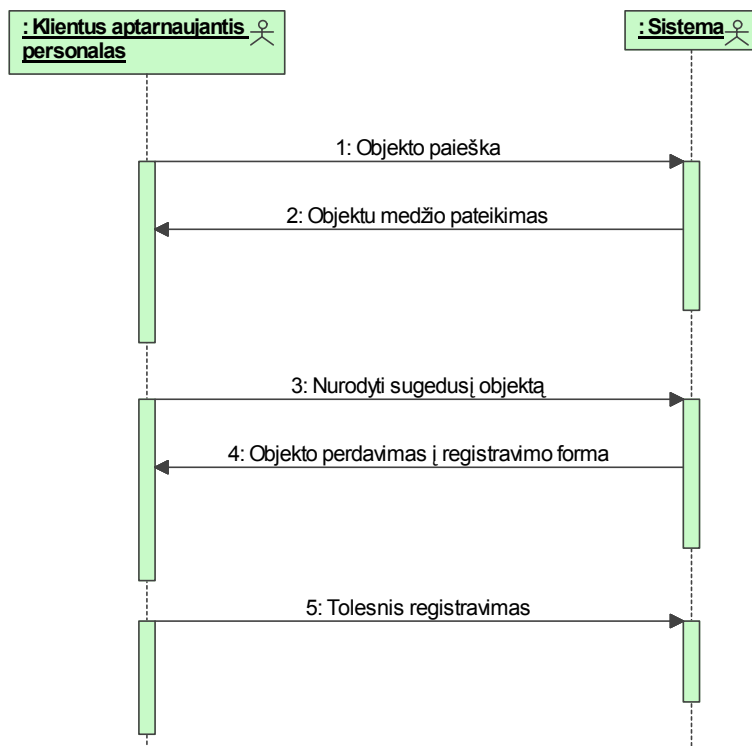 : Klientus aptarnaujantis
personalas
: Sistema
1: Objekto paieška
2: Objektu medžio pateikimas
3: Nurodyti sugedusį objektą
4: Objekto perdavimas į registravimo forma
5: Tolesnis registravimas